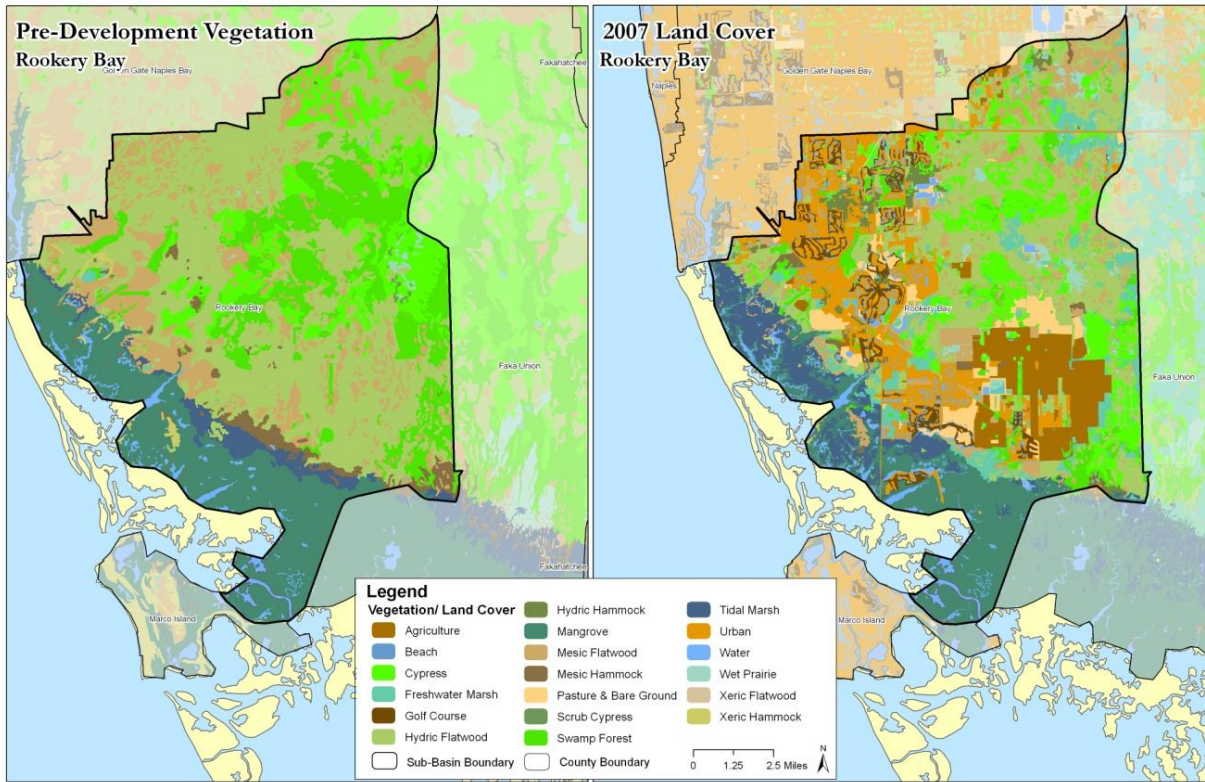 Pre-Development Vegetation
Rookery Bay
Golden Gate Naples Bay
Fakahatchee
Rookery Bay
Faka Union
Fakahatchee
Marco Island
2007 Land Cover
Rookery Bay
Golden Gate Naples Bay
Naples
Rookery Bay
Faka Union
Marco Island
Legend
Vegetation/ Land Cover
Agriculture
Beach
Cypress
Freshwater Marsh
Golf Course
Hydric Flatwood
Hydric Hammock
Mangrove
Mesic Flatwood
Mesic Hammock
Pasture & Bare Ground
Scrub Cypress
Swamp Forest
Tidal Marsh
Urban
Water
Wet Prairie
Xeric Flatwood
Xeric Hammock
Sub-Basin Boundary
County Boundary
0 1.25 2.5 Miles
N